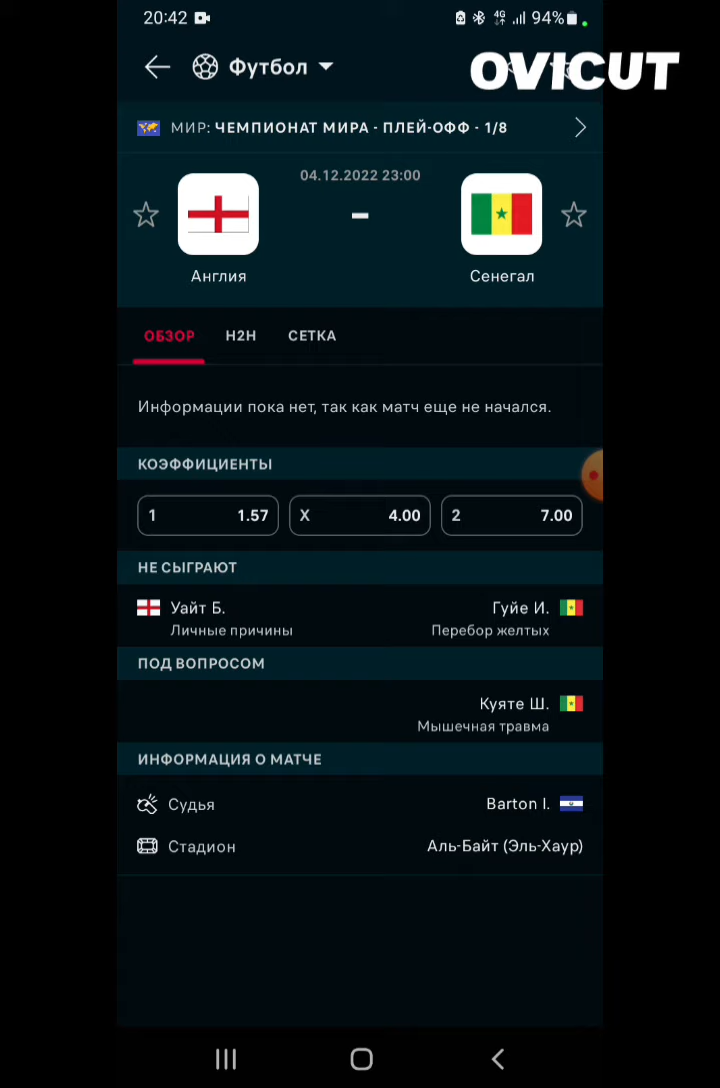 20:42 4G 94%
Футбол
OVICUT
МИР: ЧЕМПИОНАТ МИРА - ПЛЕЙ-ОФФ - 1/8
04.12.2022 23:00
-
Англия Сенегал
ОБЗОР H2H СЕТКА
Информации пока нет, так как матч еще не начался.
КОЭФФИЦИЕНТЫ
1 1.57 X 4.00 2 7.00
НЕ СЫГРАЮТ
Уайт Б. Гуйе И.
Личные причины Перебор желтых
ПОД ВОПРОСОМ
Куяте Ш.
Мышечная травма
ИНФОРМАЦИЯ О МАТЧЕ
Судья Barton I.
Стадион Аль-Байт (Эль-Хаур)